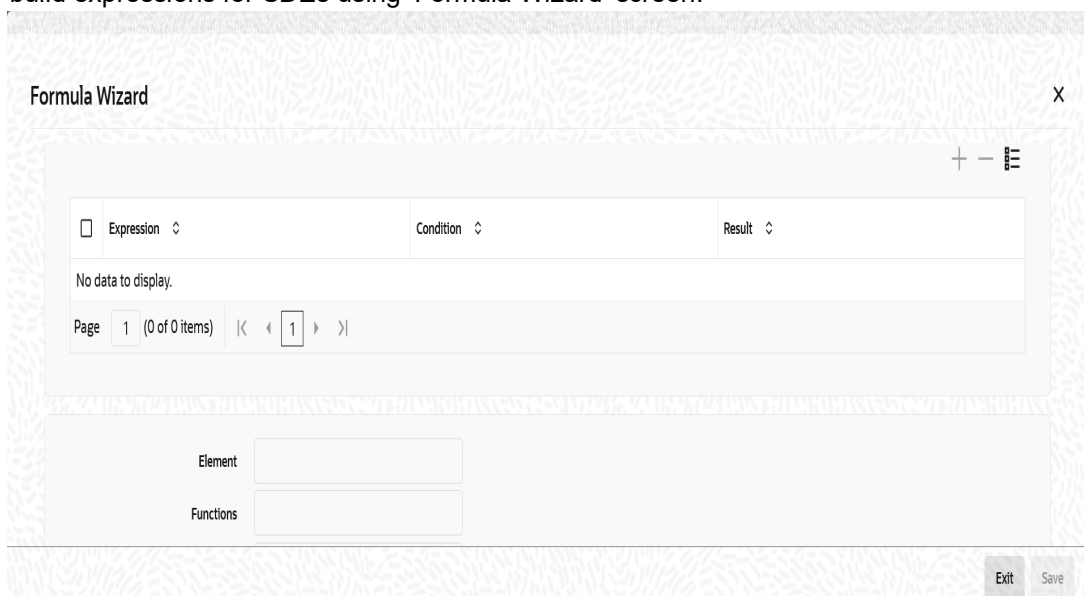 build expressions for SDEs using 'Formula Wizard' screen.
Formula Wizard X
Expression Condition Result
No data to display.
Page 1 (0 of 0 items) 1
Element
Functions
Exit Save